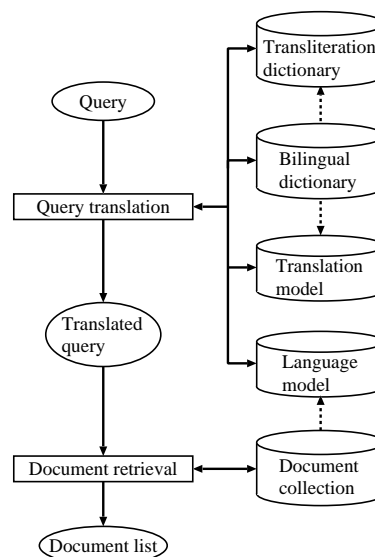 Transliteration
dictionary
Query
Bilingual
dictionary
Query translation
Translation
model
Translated
query
Language
model
Document retrieval
Document
collection
Document list